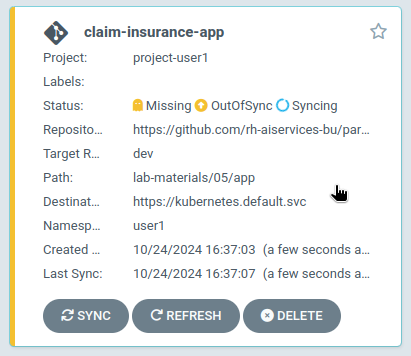 claim-insurance-app
Project: project-user1
Labels:
Status: Missing OutOfSync Syncing
Reposito... https://github.com/rh-aiservices-bu/par...
Target R... dev
Path: lab-materials/05/app
Destinat... https://kubernetes.default.svc
Namesp... user1
Created ... 10/24/2024 16:37:03 (a few seconds a...
Last Sync: 10/24/2024 16:37:07 (a few seconds a...
SYNC REFRESH DELETE